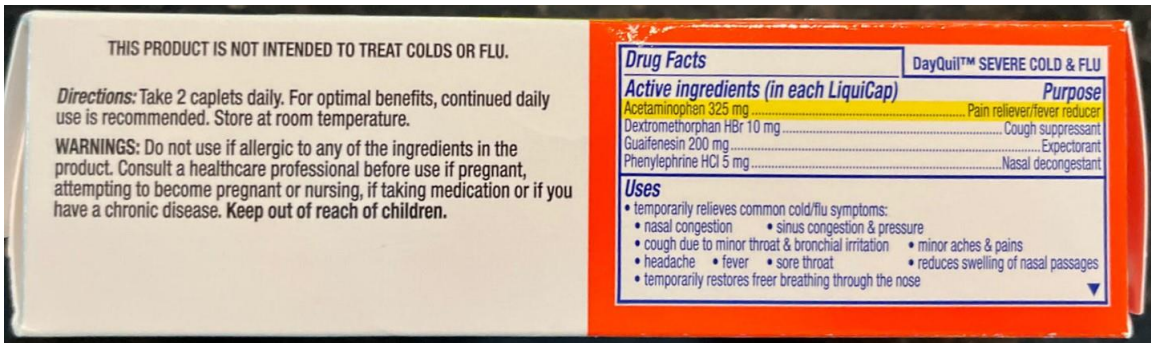 THIS PRODUCT IS NOT INTENDED TO TREAT COLDS OR FLU.
Directions: Take 2 caplets daily. For optimal benefits, continued daily
use is recommended. Store at room temperature.
WARNINGS: Do not use if allergic to any of the ingredients in the
product. Consult a healthcare professional before use if pregnant,
attempting to become pregnant or nursing, if taking medication or if you
have a chronic disease. Keep out of reach of children.
Drug Facts
DayQuil™ SEVERE COLD & FLU
Active ingredients (in each LiquiCap) Purpose
Acetaminophen 325 mg ........ Pain reliever/fever reducer
Dextromethorphan HBr 10 mg ........ Cough suppressant
Guaifenesin 200 mg ........ Expectorant
Phenylephrine HCl 5 mg ........ Nasal decongestant
Uses
• temporarily relieves common cold/flu symptoms:
• nasal congestion • sinus congestion & pressure
• cough due to minor throat & bronchial irritation • minor aches & pains
• headache • fever • sore throat • reduces swelling of nasal passages
• temporarily restores freer breathing through the nose